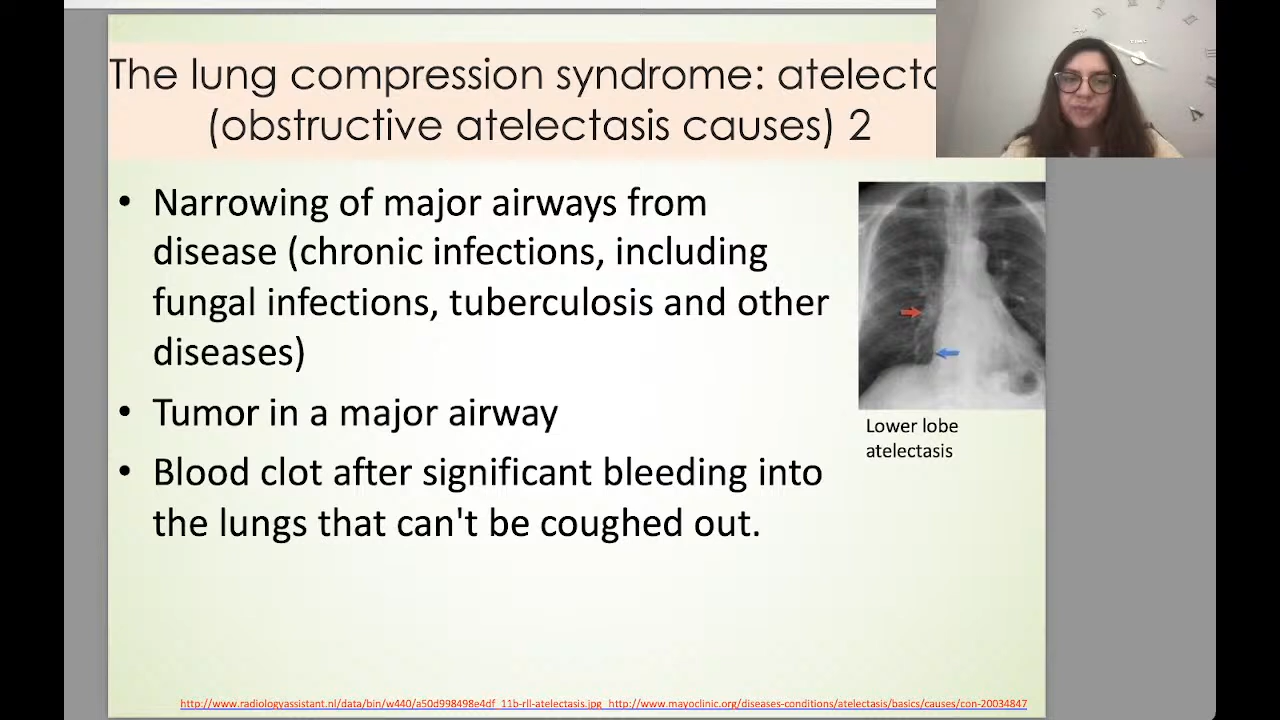 The lung compression syndrome: atelecta
(obstructive atelectasis causes) 2
• Narrowing of major airways from
disease (chronic infections, including
fungal infections, tuberculosis and other
diseases)
• Tumor in a major airway
• Blood clot after significant bleeding into
the lungs that can't be coughed out.
Lower lobe
atelectasis
http://www.radiologyassistant.nl/data/bin/w440/a50d998498e4df_11b-rll-atelectasis.jpg http://www.mayoclinic.org/diseases-conditions/atelectasis/basics/causes/con-20034847